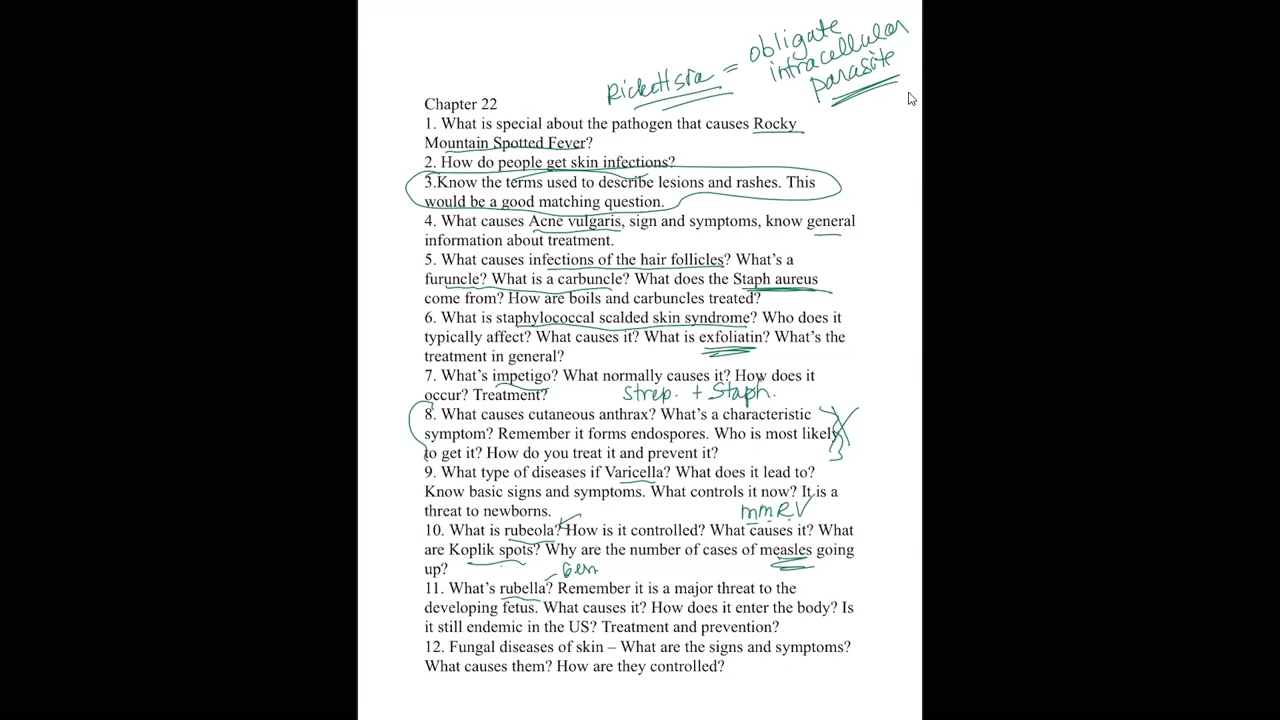 Rickettsia = obligate
intracellular
parasite
Chapter 22
1. What is special about the pathogen that causes Rocky
Mountain Spotted Fever?
2. How do people get skin infections?
3.Know the terms used to describe lesions and rashes. This
would be a good matching question.
4. What causes Acne vulgaris, sign and symptoms, know general
information about treatment.
5. What causes infections of the hair follicles? What's a
furuncle? What is a carbuncle? What does the Staph aureus
come from? How are boils and carbuncles treated?
6. What is staphylococcal scalded skin syndrome? Who does it
typically affect? What causes it? What is exfoliatin? What's the
treatment in general?
7. What's impetigo? What normally causes it? How does it
occur? Treatment? Strep. + Staph.
8. What causes cutaneous anthrax? What's a characteristic
symptom? Remember it forms endospores. Who is most likely
to get it? How do you treat it and prevent it?
9. What type of diseases if Varicella? What does it lead to?
Know basic signs and symptoms. What controls it now? It is a
threat to newborns.
MMRV
10. What is rubeola? How is it controlled? What causes it? What
are Koplik spots? Why are the number of cases of measles going
up?
11. What's rubella? Remember it is a major threat to the
developing fetus. What causes it? How does it enter the body? Is
it still endemic in the US? Treatment and prevention?
12. Fungal diseases of skin – What are the signs and symptoms?
What causes them? How are they controlled?